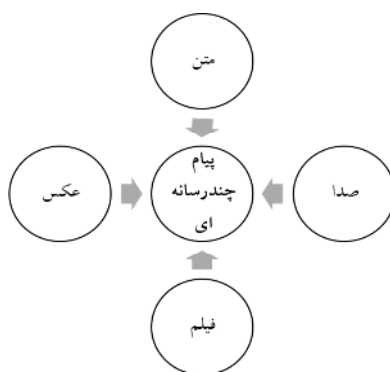 متن
پیام
چندرسانه
ای
صدا
عکس
فیلم